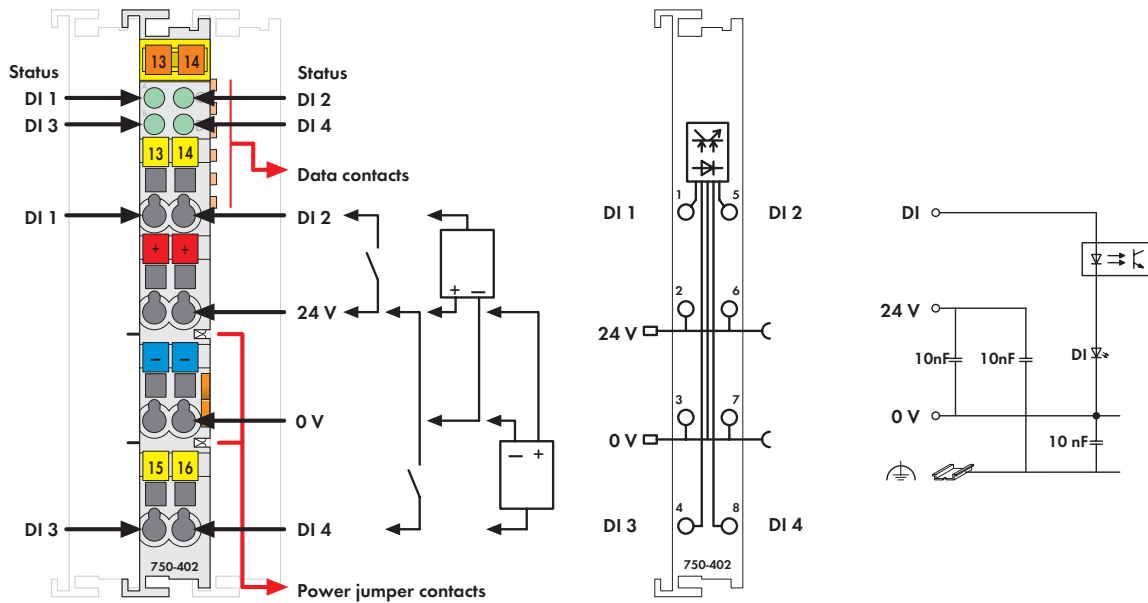 13 14
Status Status
DI 1 DI 2
DI 3 DI 4
13 14
Data contacts
DI 1 DI 2
+ +
+ −
24 V
− −
− +
0 V
15 16
DI 3 DI 4
750-402
Power jumper contacts
1 5
DI 1 DI 2
2 6
24 V
3 7
0 V
4 8
DI 3 DI 4
750-402
DI
24 V
10nF 10nF DI
0 V
10 nF